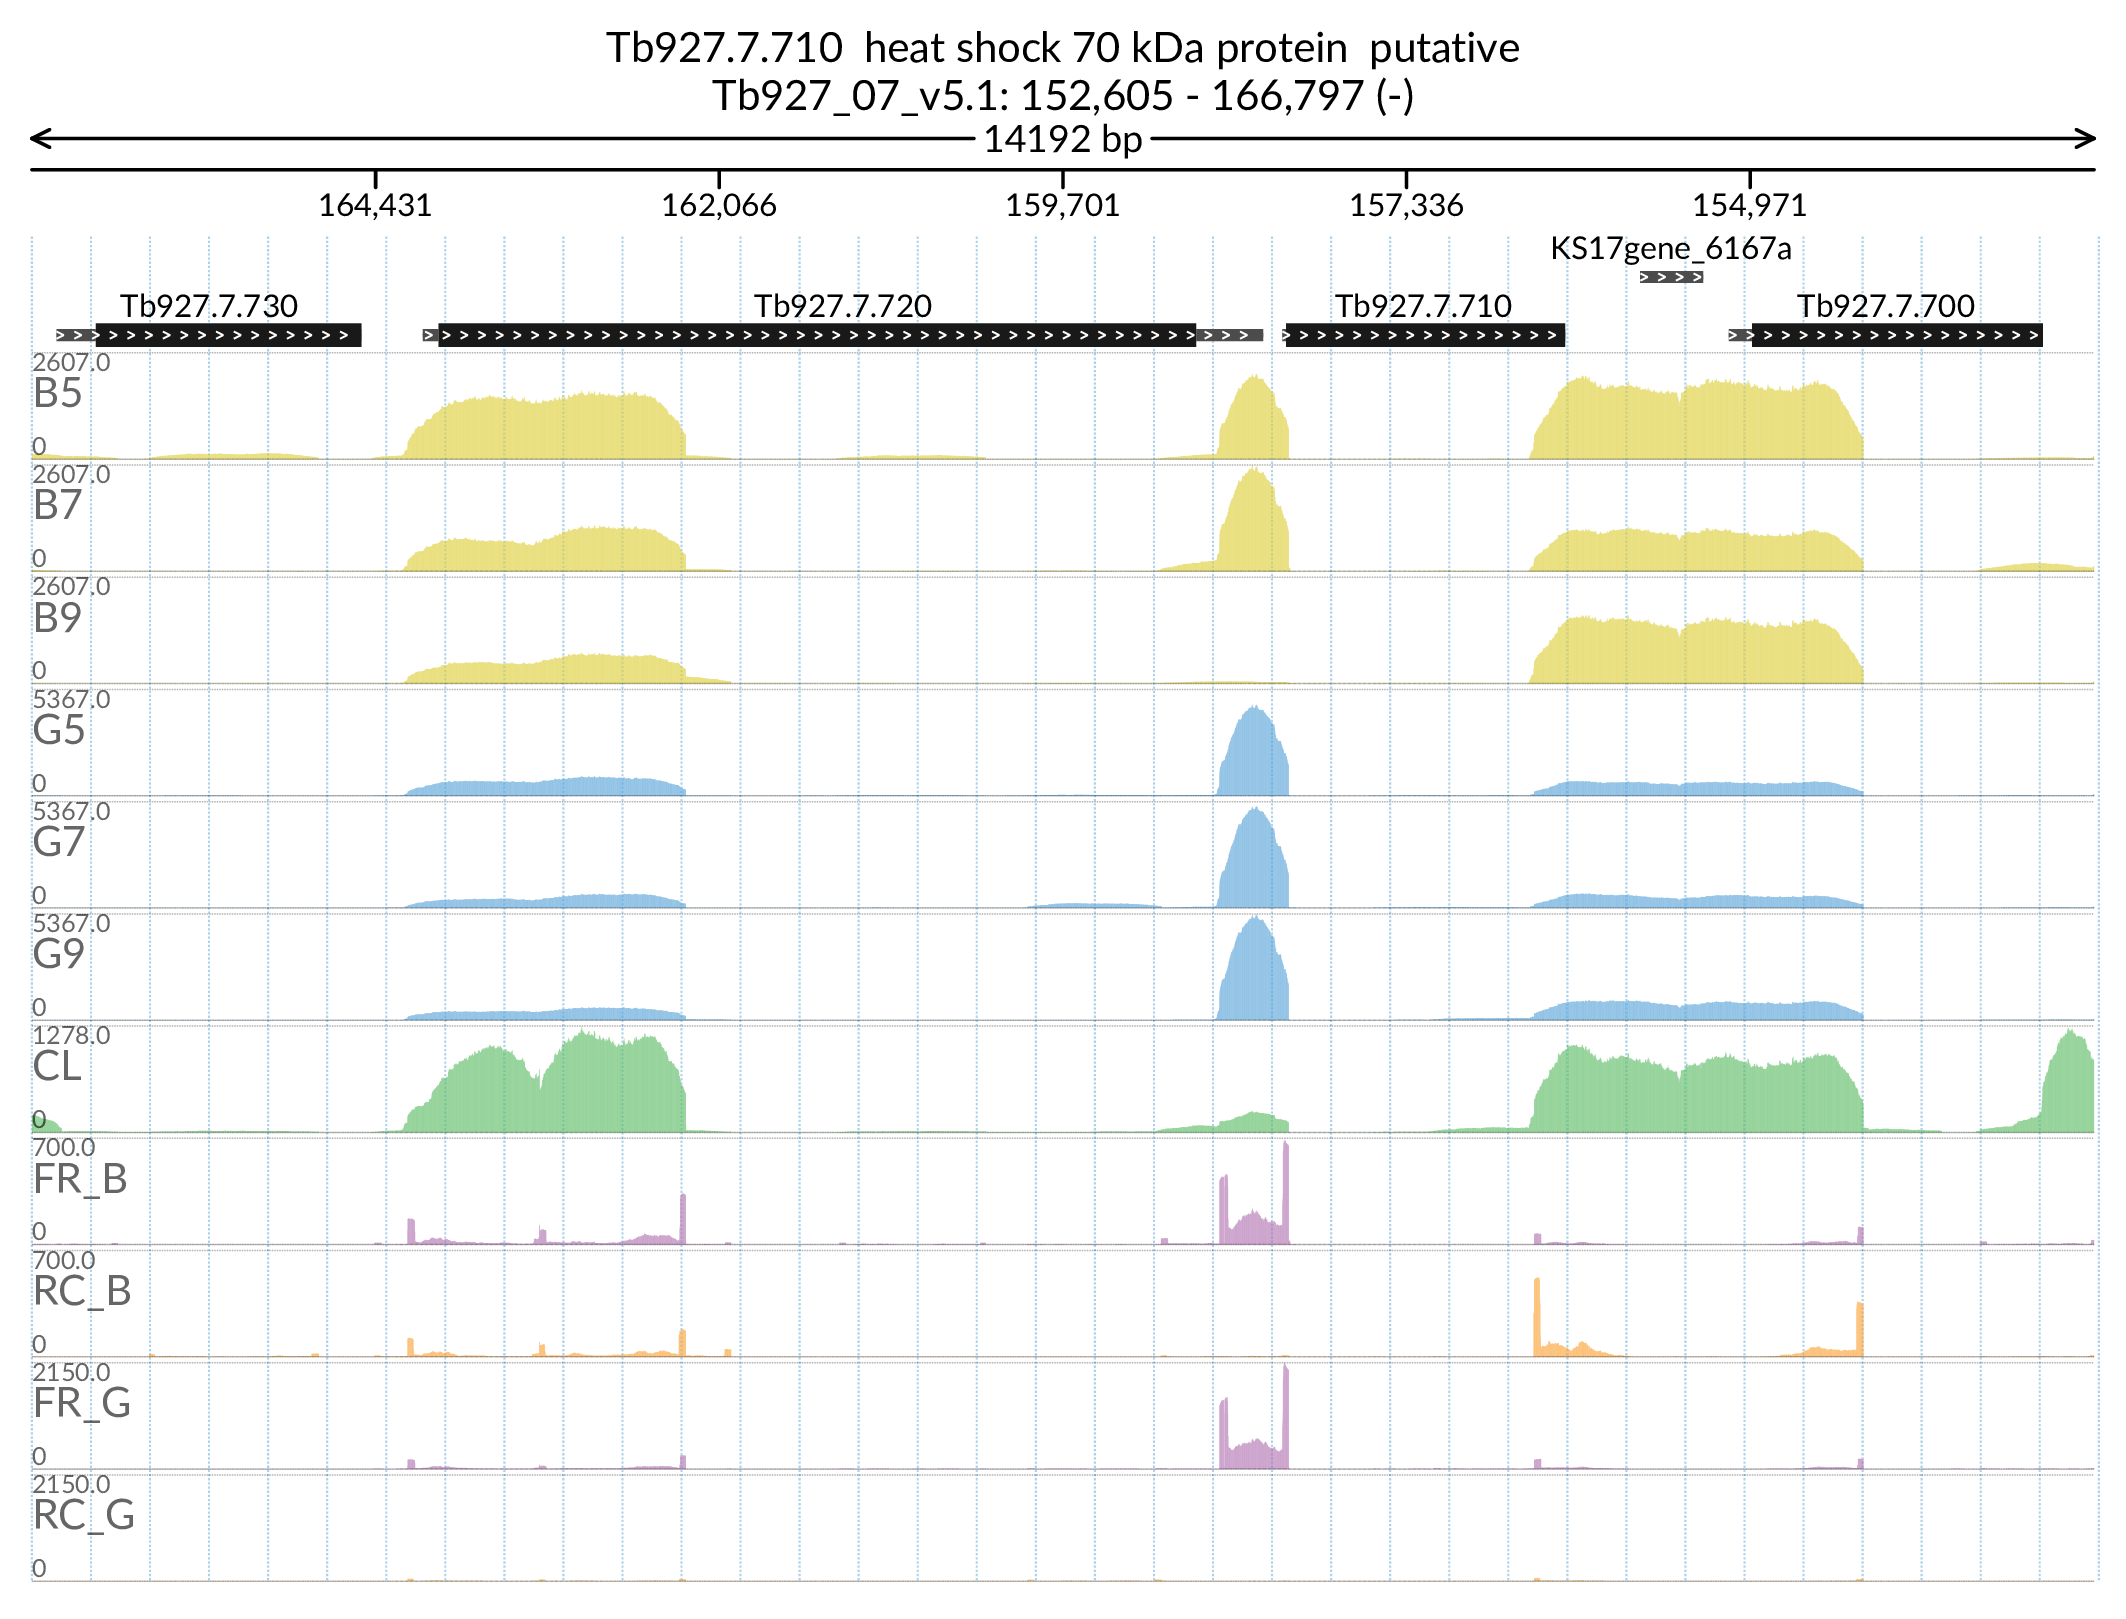 Tb927.7.710  heat shock 70 kDa protein  putative
Tb927_07_v5.1: 152,605 - 166,797 (-)
14192 bp
164,431 162,066 159,701 157,336 154,971
KS17gene_6167a
Tb927.7.730 Tb927.7.720 Tb927.7.710 Tb927.7.700
2607.0
B5
0
2607.0
B7
0
2607.0
B9
0
5367.0
G5
0
5367.0
G7
0
5367.0
G9
0
1278.0
CL
0
700.0
FR_B
0
700.0
RC_B
0
2150.0
FR_G
0
2150.0
RC_G
0